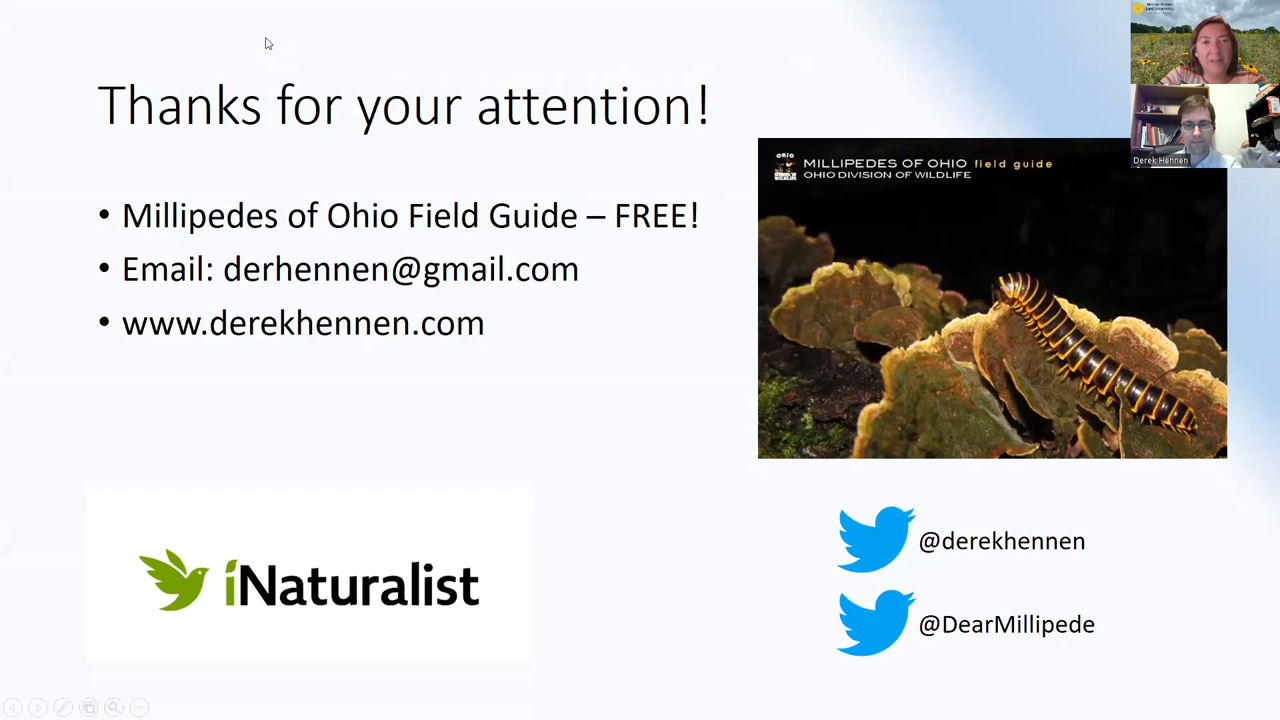 Thanks for your attention!
• Millipedes of Ohio Field Guide – FREE!
• Email: derhennen@gmail.com
• www.derekhennen.com
MILLIPEDES OF OHIO field guide
OHIO DIVISION OF WILDLIFE
OHIO
iNaturalist
@derekhennen
@DearMillipede
Derek Hennen